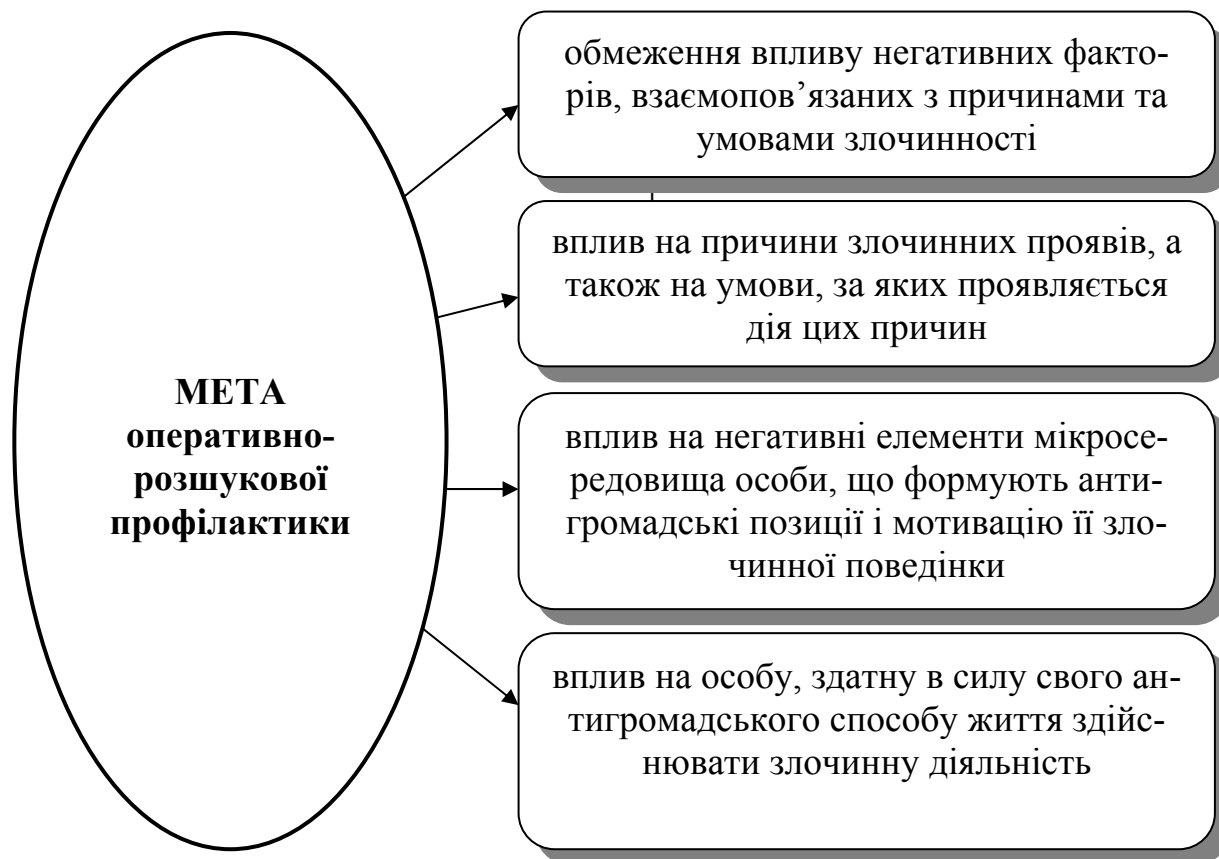 МЕТА
оперативно-
розшукової
профілактики
обмеження впливу негативних факто-
рів, взаємопов’язаних з причинами та
умовами злочинності
вплив на причини злочинних проявів, а
також на умови, за яких проявляється
дія цих причин
вплив на негативні елементи мікросе-
редовища особи, що формують анти-
громадські позиції і мотивацію її зло-
чинної поведінки
вплив на особу, здатну в силу свого ан-
тигромадського способу життя здійс-
нювати злочинну діяльність